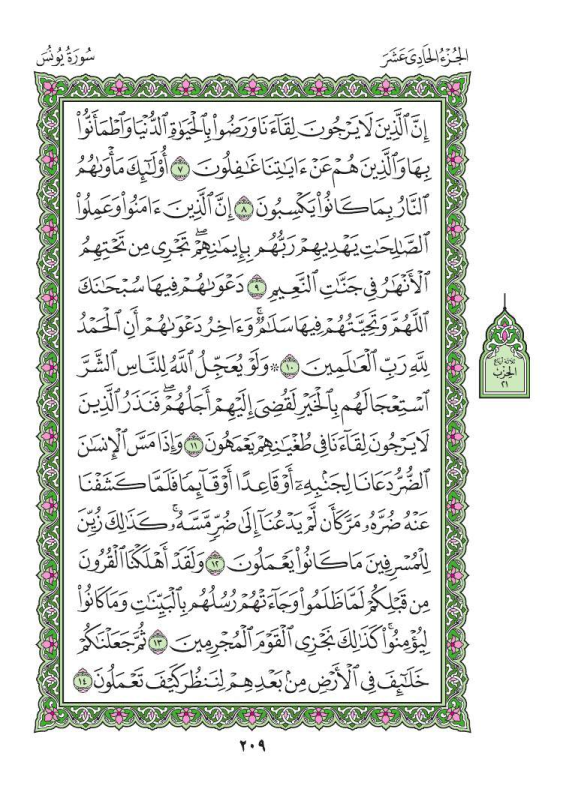 الجُزْءُ الحَادِيَ عَشَرَ
سُورَةُ يُونُسَ
إِنَّ ٱلَّذِينَ لَا يَرْجُونَ لِقَآءَنَا وَرَضُوا۟ بِٱلْحَيَوٰةِ ٱلدُّنْيَا وَٱطْمَأَنُّوا۟
بِهَا وَٱلَّذِينَ هُمْ عَنْ ءَايَٰتِنَا غَٰفِلُونَ ٧ أُو۟لَٰٓئِكَ مَأْوَىٰهُمُ
ٱلنَّارُ بِمَا كَانُوا۟ يَكْسِبُونَ ٨ إِنَّ ٱلَّذِينَ ءَامَنُوا۟ وَعَمِلُوا۟
ٱلصَّٰلِحَٰتِ يَهْدِيهِمْ رَبُّهُم بِإِيمَٰنِهِمْ ۖ تَجْرِى مِن تَحْتِهِمُ
ٱلْأَنْهَٰرُ فِى جَنَّٰتِ ٱلنَّعِيمِ ٩ دَعْوَىٰهُمْ فِيهَا سُبْحَٰنَكَ
ٱللَّهُمَّ وَتَحِيَّتُهُمْ فِيهَا سَلَٰمٌ ۚ وَءَاخِرُ دَعْوَىٰهُمْ أَنِ ٱلْحَمْدُ
لِلَّهِ رَبِّ ٱلْعَٰلَمِينَ ١٠ ۞ وَلَوْ يُعَجِّلُ ٱللَّهُ لِلنَّاسِ ٱلشَّرَّ
ٱسْتِعْجَالَهُم بِٱلْخَيْرِ لَقُضِىَ إِلَيْهِمْ أَجَلُهُمْ ۖ فَنَذَرُ ٱلَّذِينَ
لَا يَرْجُونَ لِقَآءَنَا فِى طُغْيَٰنِهِمْ يَعْمَهُونَ ١١ وَإِذَا مَسَّ ٱلْإِنسَٰنَ
ٱلضُّرُّ دَعَانَا لِجَنۢبِهِۦٓ أَوْ قَاعِدًا أَوْ قَآئِمًا فَلَمَّا كَشَفْنَا
عَنْهُ ضُرَّهُۥ مَرَّ كَأَن لَّمْ يَدْعُنَآ إِلَىٰ ضُرٍّ مَّسَّهُۥ ۚ كَذَٰلِكَ زُيِّنَ
لِلْمُسْرِفِينَ مَا كَانُوا۟ يَعْمَلُونَ ١٢ وَلَقَدْ أَهْلَكْنَا ٱلْقُرُونَ
مِن قَبْلِكُمْ لَمَّا ظَلَمُوا۟ وَجَآءَتْهُمْ رُسُلُهُم بِٱلْبَيِّنَٰتِ وَمَا كَانُوا۟
لِيُؤْمِنُوا۟ ۚ كَذَٰلِكَ نَجْزِى ٱلْقَوْمَ ٱلْمُجْرِمِينَ ١٣ ثُمَّ جَعَلْنَٰكُمْ
خَلَٰٓئِفَ فِى ٱلْأَرْضِ مِنۢ بَعْدِهِمْ لِنَنظُرَ كَيْفَ تَعْمَلُونَ ١٤
ثلاثة أرباع
الحزب
٢١
٢٠٩